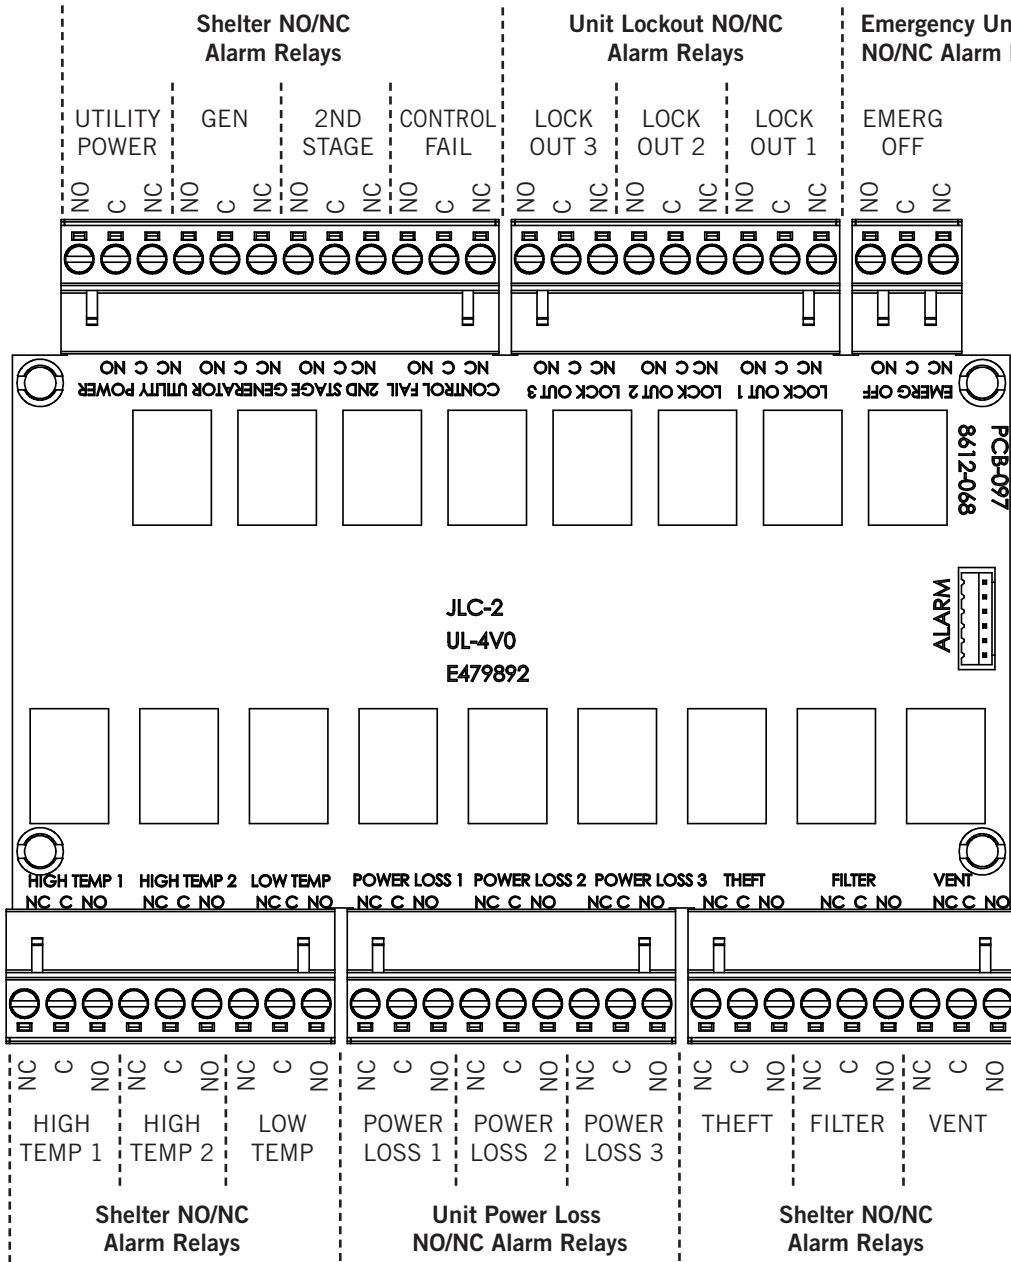 Shelter NO/NC
Alarm Relays
Unit Lockout NO/NC
Alarm Relays
Emergency Un
NO/NC Alarm
UTILITY POWER
GEN
2ND STAGE
CONTROL FAIL
LOCK OUT 3
LOCK OUT 2
LOCK OUT 1
EMERG OFF
NO C NC NO C NC NO C NC NO C NC NO C NC NO C NC NO C NC NO C NC
NO C NC NO C NC NO C NC NO C NC NO C NC NO C NC NO C NC NO C NC
UTILITY POWER GENERATOR 2ND STAGE CONTROL FAIL LOCK OUT 3 LOCK OUT 2 LOCK OUT 1 EMERG OFF
PCB-097
8612-068
ALARM
JLC-2
UL-4V0
E479892
HIGH TEMP 1 HIGH TEMP 2 LOW TEMP POWER LOSS 1 POWER LOSS 2 POWER LOSS 3 THEFT FILTER VENT
NC C NO NC C NO NC C NO NC C NO NC C NO NC C NO NC C NO NC C NO NC C NO
NC C NO NC C NO NC C NO NC C NO NC C NO NC C NO NC C NO NC C NO NC C NO
HIGH TEMP 1
HIGH TEMP 2
LOW TEMP
POWER LOSS 1
POWER LOSS 2
POWER LOSS 3
THEFT
FILTER
VENT
Shelter NO/NC
Alarm Relays
Unit Power Loss
NO/NC Alarm Relays
Shelter NO/NC
Alarm Relays